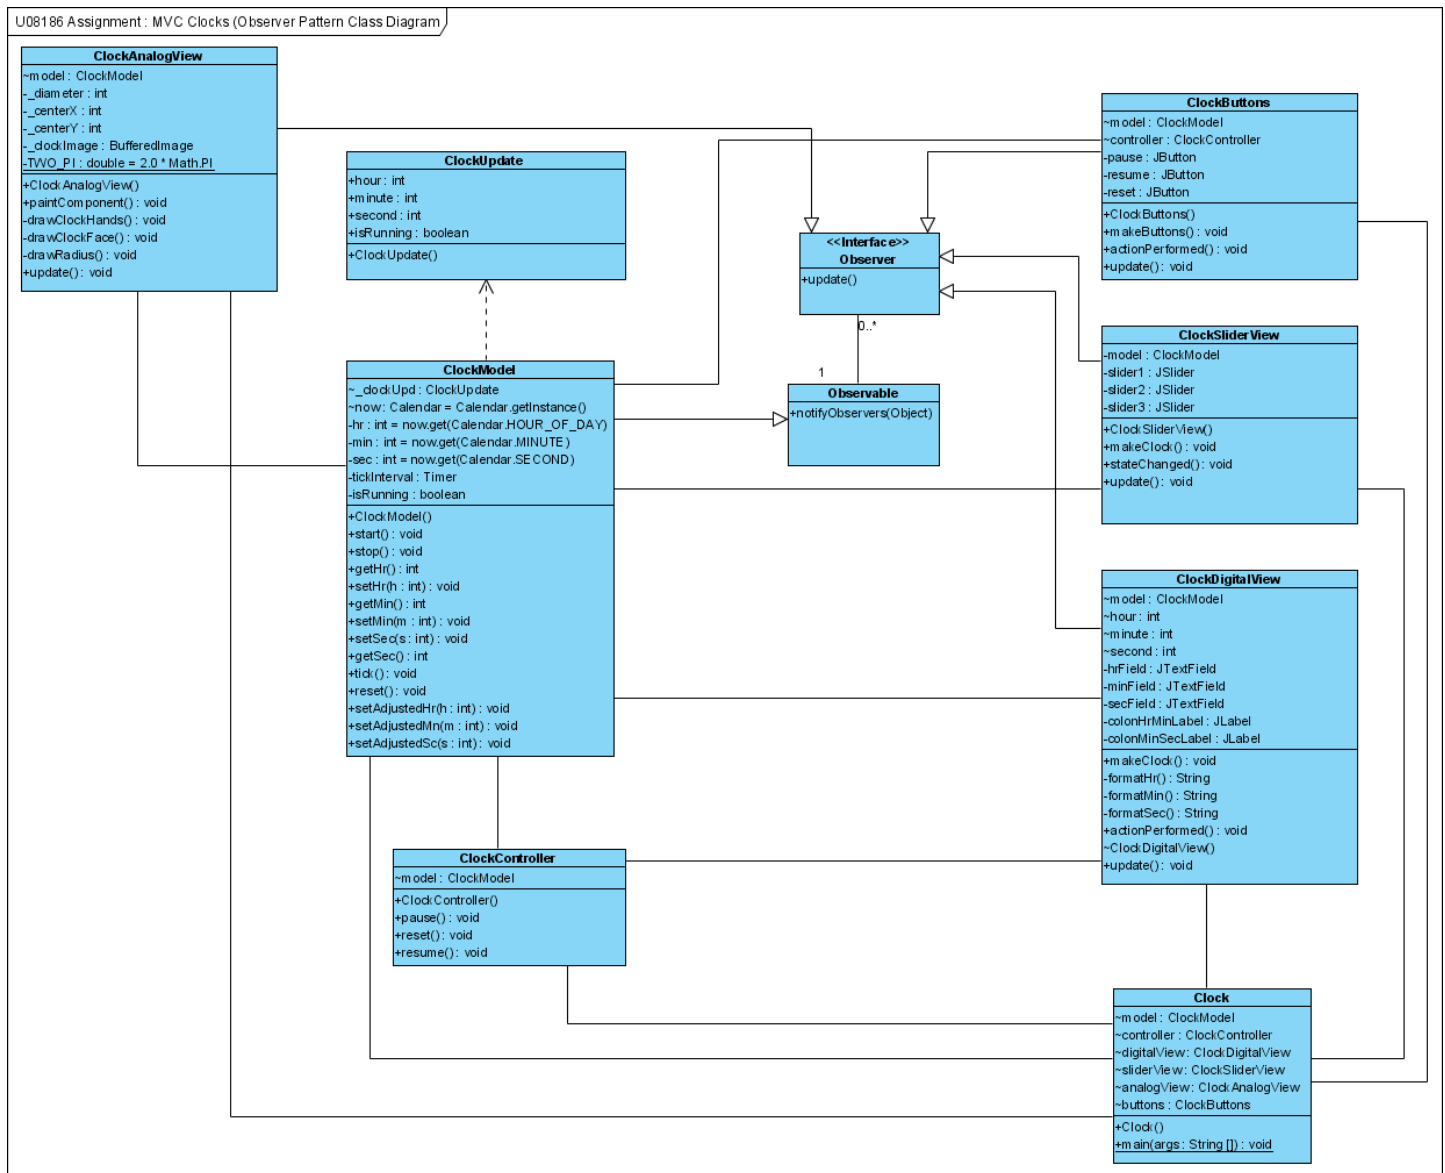 U08186 Assignment : MVC Clocks (Observer Pattern Class Diagram
ClockAnalogView
~model : ClockModel
-_diameter : int
-_centerX : int
-_centerY : int
-_clockImage : BufferedImage
-TWO_PI : double = 2.0 * Math.PI
+ClockAnalogView()
+paintComponent() : void
-drawClockHands() : void
-drawClockFace() : void
-drawRadius() : void
+update() : void
ClockUpdate
+hour : int
+minute : int
+second : int
+isRunning : boolean
+ClockUpdate()
<<Interface>>
Observer
+update()
0..*
1
Observable
+notifyObservers(Object)
ClockButtons
~model : ClockModel
~controller : ClockController
-pause : JButton
-resume : JButton
-reset : JButton
+ClockButtons()
+makeButtons() : void
+actionPerformed() : void
+update() : void
ClockSliderView
-model : ClockModel
-slider1 : JSlider
-slider2 : JSlider
-slider3 : JSlider
+ClockSliderView()
+makeClock() : void
+stateChanged() : void
+update() : void
ClockModel
~_clockUpd : ClockUpdate
~now : Calendar = Calendar.getInstance()
-hr : int = now.get(Calendar.HOUR_OF_DAY)
-min : int = now.get(Calendar.MINUTE)
-sec : int = now.get(Calendar.SECOND)
-tickInterval : Timer
-isRunning : boolean
+ClockModel()
+start() : void
+stop() : void
+getHr() : int
+setHr(h : int) : void
+getMin() : int
+setMin(m : int) : void
+setSec(s : int) : void
+getSec() : int
+tick() : void
+reset() : void
+setAdjustedHr(h : int) : void
+setAdjustedMn(m : int) : void
+setAdjustedSc(s : int) : void
ClockDigitalView
~model : ClockModel
~hour : int
~minute : int
~second : int
-hrField : JTextField
-minField : JTextField
-secField : JTextField
-colonHrMinLabel : JLabel
-colonMinSecLabel : JLabel
+makeClock() : void
-formatHr() : String
-formatMin() : String
-formatSec() : String
+actionPerformed() : void
~ClockDigitalView()
+update() : void
ClockController
~model : ClockModel
+ClockController()
+pause() : void
+reset() : void
+resume() : void
Clock
~model : ClockModel
~controller : ClockController
~digitalView : ClockDigitalView
~sliderView : ClockSliderView
~analogView : ClockAnalogView
~buttons : ClockButtons
+Clock()
+main(args : String []) : void